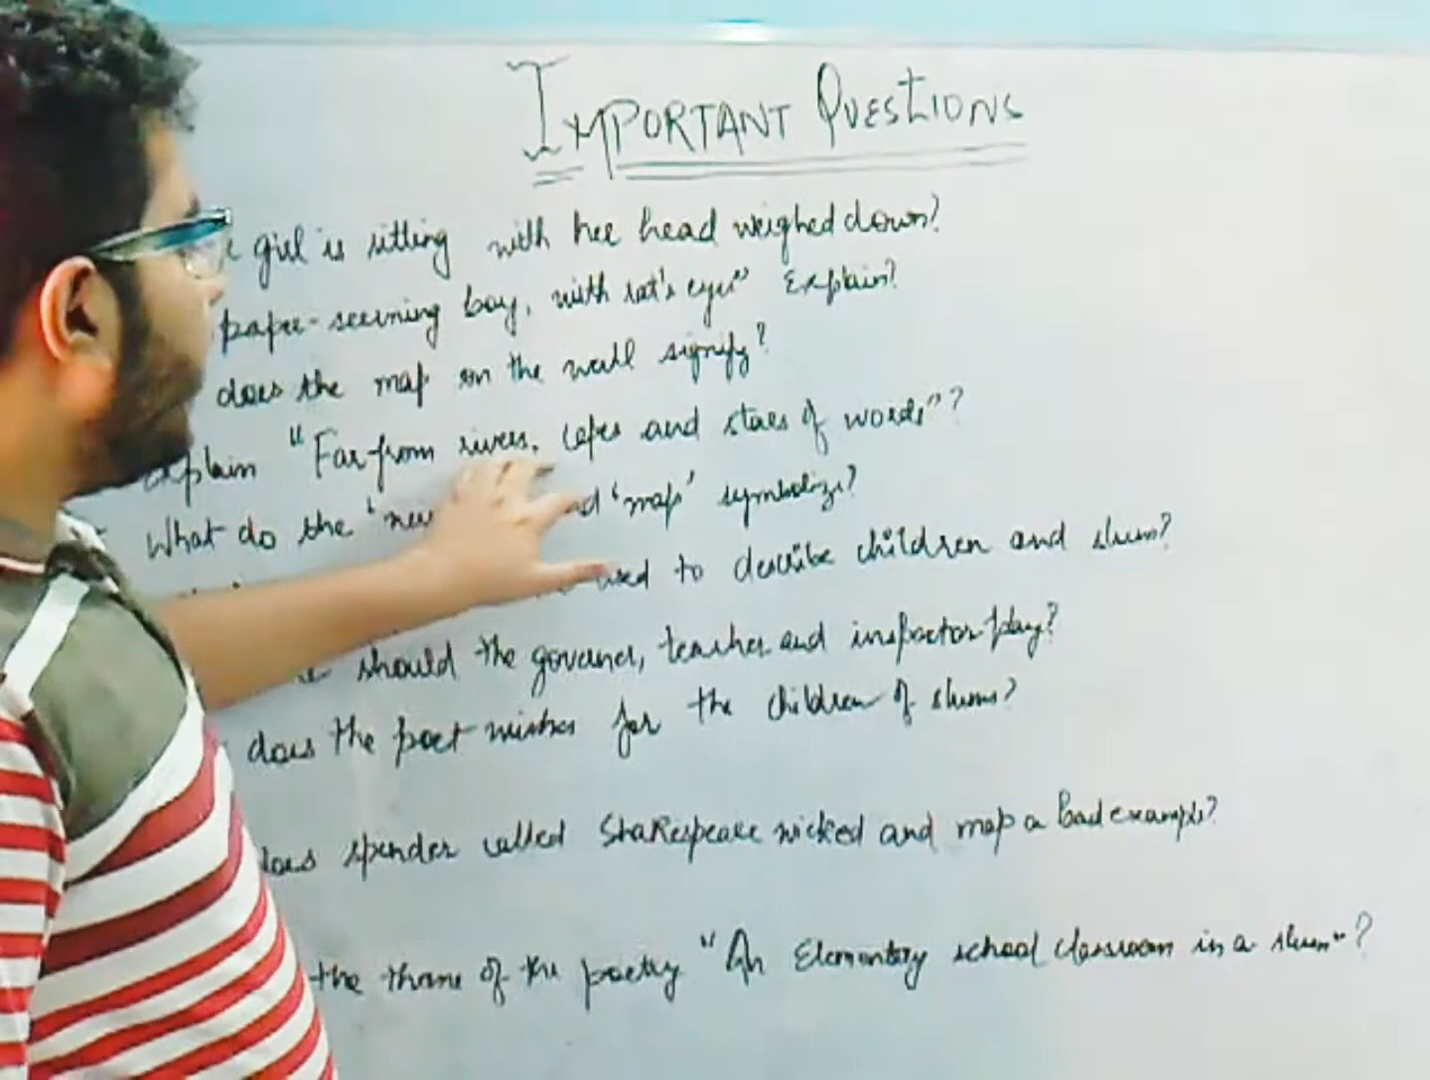 IMPORTANT QUESTIONS
girl is sitting with her head weighed down?
paper-seeming boy, with rat's eyes" Explain?
does the map on the wall signify?
Explain "Far from rivers, capes and stars of words"?
What do the ' and 'map' symbolize?
used to describe children and slum?
should the governer, teacher and inspector play?
does the poet wishes for the children of slums?
does spender called Shakespeare wicked and map a bad example?
the theme of the poetry "An Elementary school classroom in a slum"?